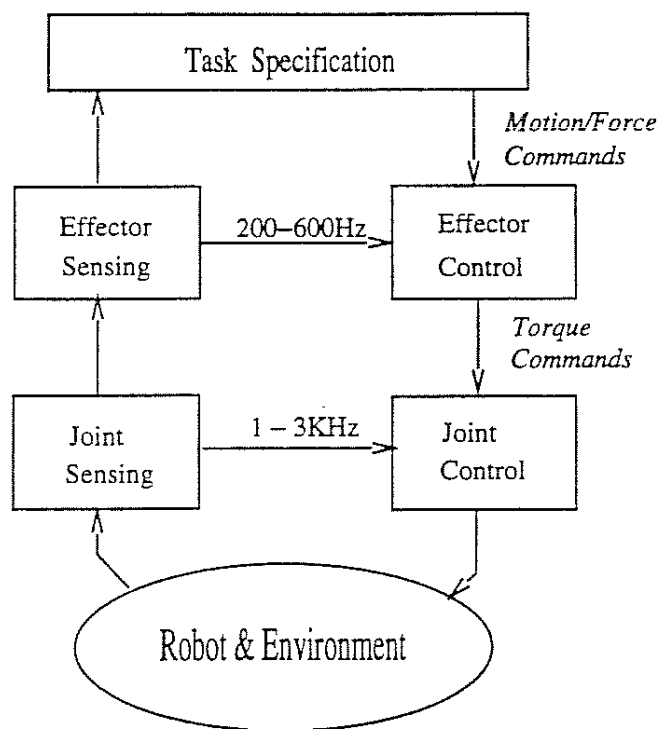 Task Specification
Motion/Force
Commands
Effector
Sensing
200–600Hz
Effector
Control
Torque
Commands
Joint
Sensing
1 – 3KHz
Joint
Control
Robot & Environment